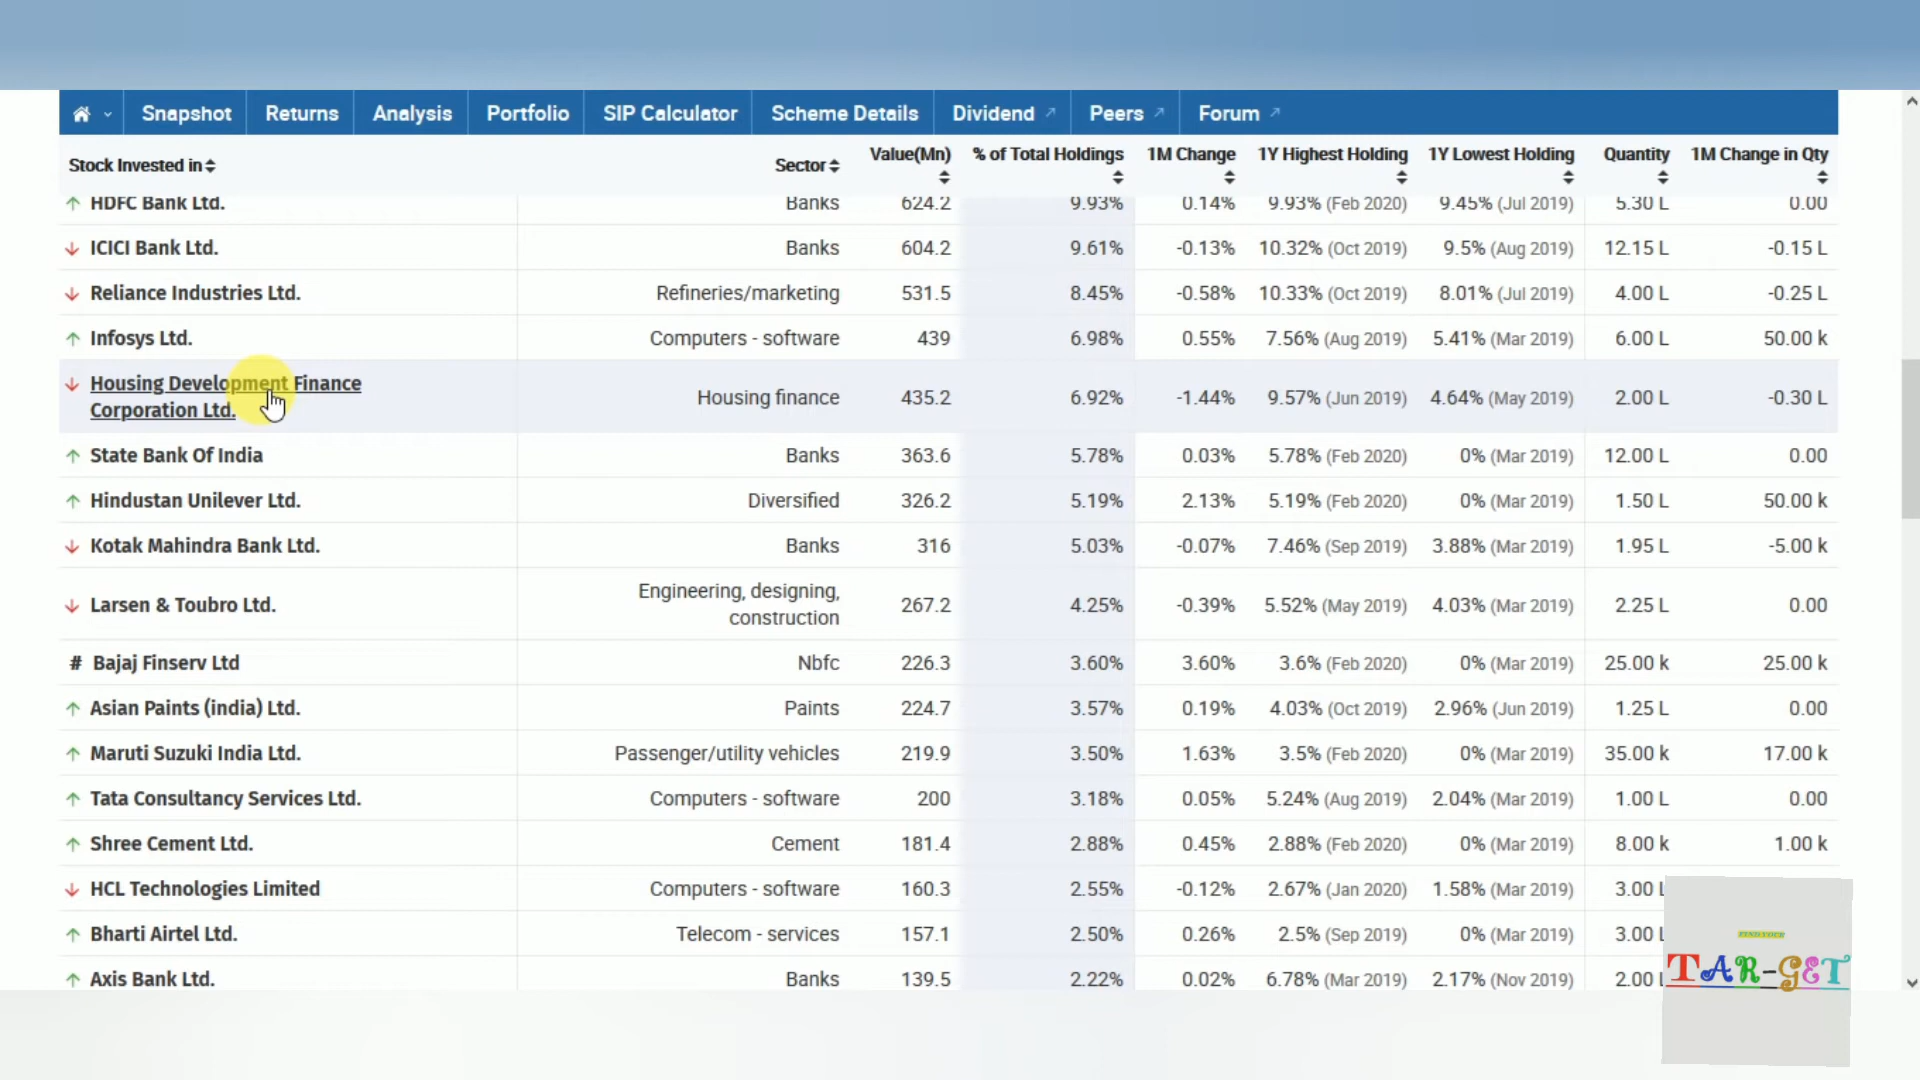 Snapshot Returns Analysis Portfolio SIP Calculator Scheme Details Dividend Peers Forum
Stock Invested in Sector Value(Mn) % of Total Holdings 1M Change 1Y Highest Holding 1Y Lowest Holding Quantity 1M Change in Qty
HDFC Bank Ltd. Banks 624.2 9.93% 0.14% 9.93% (Feb 2020) 9.45% (Jul 2019) 5.30 L 0.00
ICICI Bank Ltd. Banks 604.2 9.61% -0.13% 10.32% (Oct 2019) 9.5% (Aug 2019) 12.15 L -0.15 L
Reliance Industries Ltd. Refineries/marketing 531.5 8.45% -0.58% 10.33% (Oct 2019) 8.01% (Jul 2019) 4.00 L -0.25 L
Infosys Ltd. Computers - software 439 6.98% 0.55% 7.56% (Aug 2019) 5.41% (Mar 2019) 6.00 L 50.00 k
Housing Development Finance
Corporation Ltd. Housing finance 435.2 6.92% -1.44% 9.57% (Jun 2019) 4.64% (May 2019) 2.00 L -0.30 L
State Bank Of India Banks 363.6 5.78% 0.03% 5.78% (Feb 2020) 0% (Mar 2019) 12.00 L 0.00
Hindustan Unilever Ltd. Diversified 326.2 5.19% 2.13% 5.19% (Feb 2020) 0% (Mar 2019) 1.50 L 50.00 k
Kotak Mahindra Bank Ltd. Banks 316 5.03% -0.07% 7.46% (Sep 2019) 3.88% (Mar 2019) 1.95 L -5.00 k
Engineering, designing,
Larsen & Toubro Ltd. construction 267.2 4.25% -0.39% 5.52% (May 2019) 4.03% (Mar 2019) 2.25 L 0.00
# Bajaj Finserv Ltd Nbfc 226.3 3.60% 3.60% 3.6% (Feb 2020) 0% (Mar 2019) 25.00 k 25.00 k
Asian Paints (india) Ltd. Paints 224.7 3.57% 0.19% 4.03% (Oct 2019) 2.96% (Jun 2019) 1.25 L 0.00
Maruti Suzuki India Ltd. Passenger/utility vehicles 219.9 3.50% 1.63% 3.5% (Feb 2020) 0% (Mar 2019) 35.00 k 17.00 k
Tata Consultancy Services Ltd. Computers - software 200 3.18% 0.05% 5.24% (Aug 2019) 2.04% (Mar 2019) 1.00 L 0.00
Shree Cement Ltd. Cement 181.4 2.88% 0.45% 2.88% (Feb 2020) 0% (Mar 2019) 8.00 k 1.00 k
HCL Technologies Limited Computers - software 160.3 2.55% -0.12% 2.67% (Jan 2020) 1.58% (Mar 2019) 3.00 L
Bharti Airtel Ltd. Telecom - services 157.1 2.50% 0.26% 2.5% (Sep 2019) 0% (Mar 2019) 3.00 L
Axis Bank Ltd. Banks 139.5 2.22% 0.02% 6.78% (Mar 2019) 2.17% (Nov 2019) 2.00 L
FIND YOUR
TAR-GET